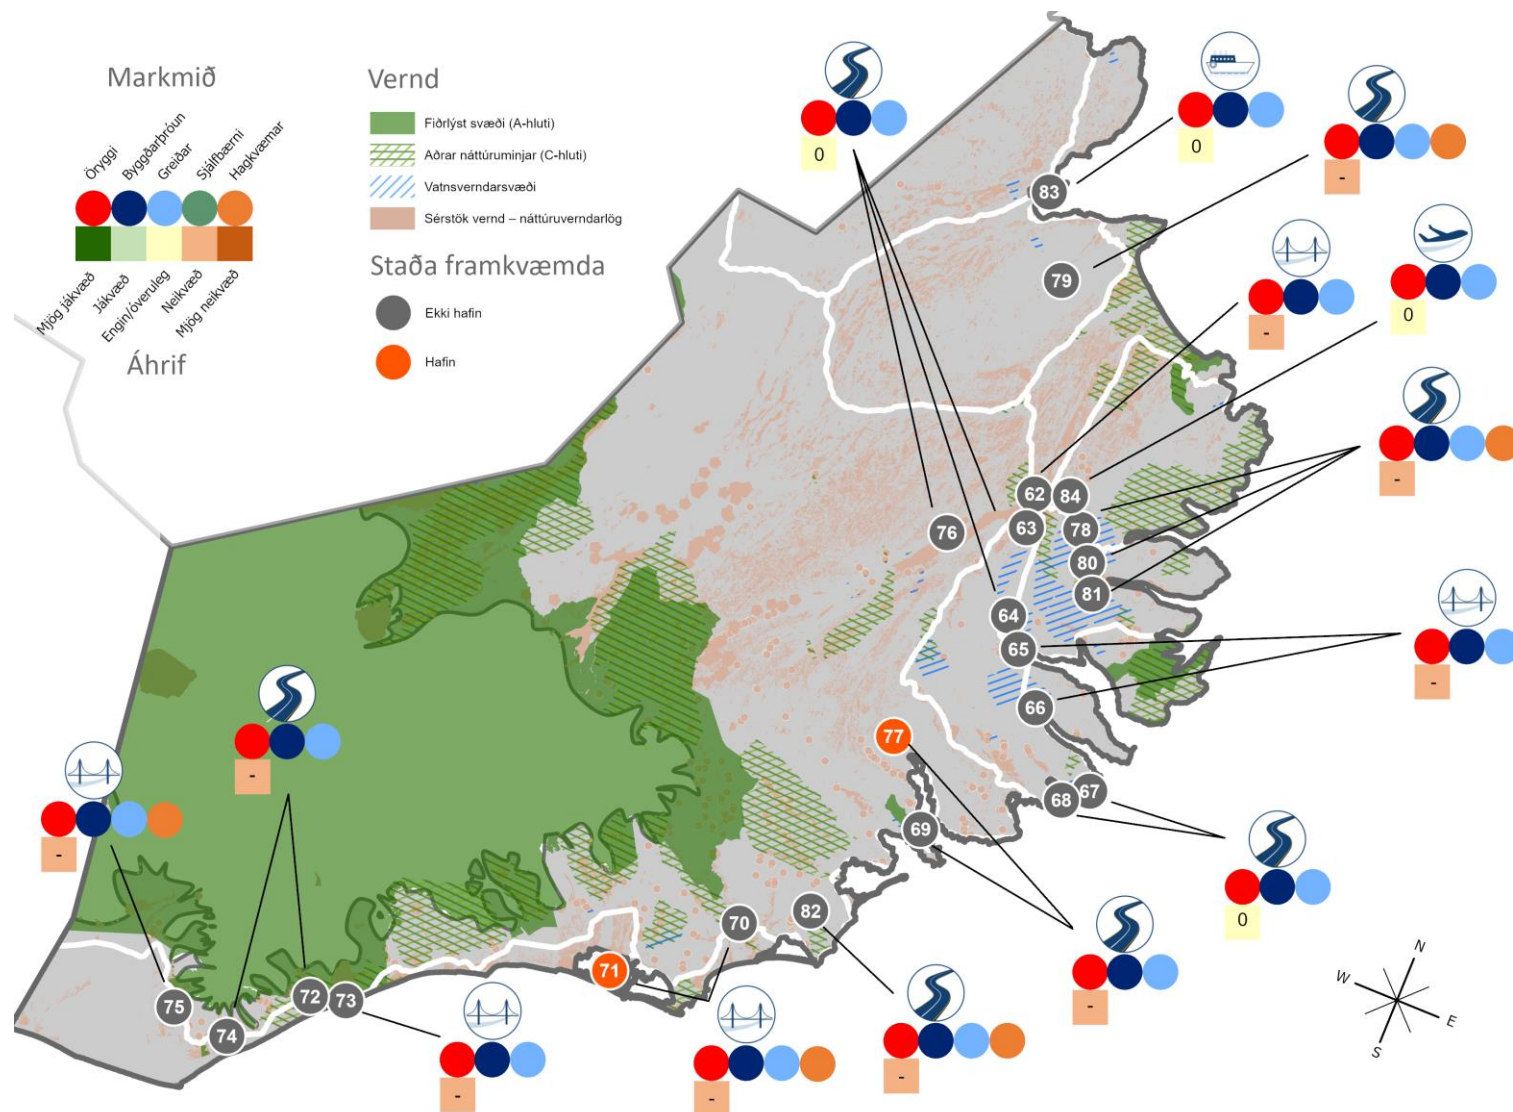 Markmið
Öryggi
Byggðarþróun
Greiðar
Sjálfbærni
Hagkvæmar
Mjög jákvæð
Jákvæð
Engin/óveruleg
Neikvæð
Mjög neikvæð
Áhrif
Vernd
Fiðrlýst svæði (A-hluti)
Aðrar náttúruminjar (C-hluti)
Vatnsverndarsvæði
Sérstök vernd – náttúruverndarlög
Staða framkvæmda
Ekki hafin
Hafin
0
0
-
-
0
-
-
0
-
-
-
-
-
-
83
79
62
84
76
63
78
80
81
64
65
66
77
67
68
69
70
82
71
72
73
74
75
N
W
E
S